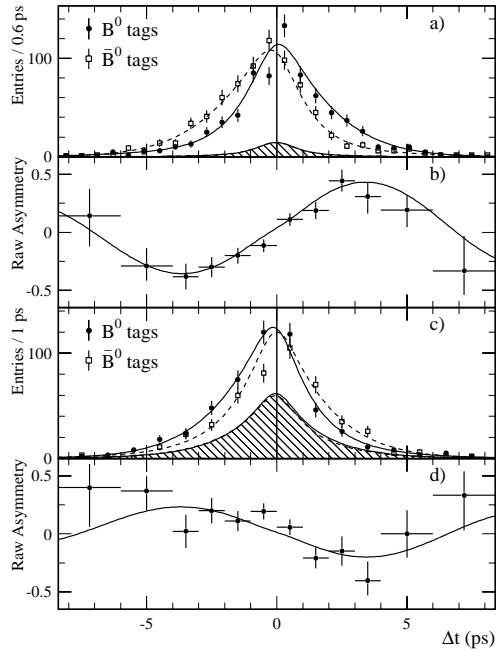 a)
Entries / 0.6 ps
B⁰ tags
B̄⁰ tags
100
0
b)
Raw Asymmetry
0.5
0
-0.5
c)
Entries / 1 ps
B⁰ tags
B̄⁰ tags
100
0
d)
Raw Asymmetry
0.5
0
-0.5
-5 0 5
Δt (ps)